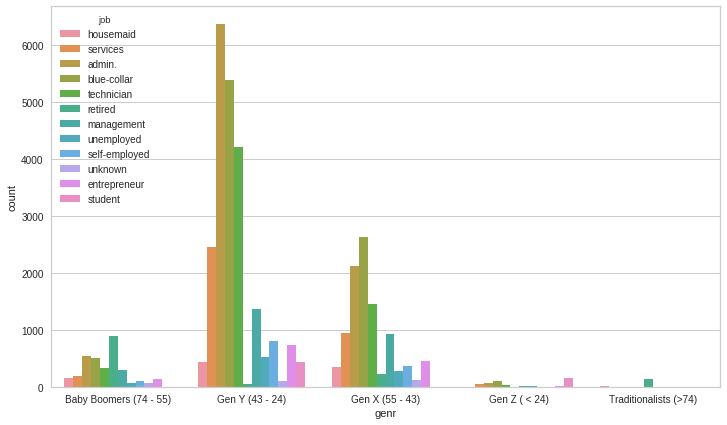 job
housemaid
services
admin.
blue-collar
technician
retired
management
unemployed
self-employed
unknown
entrepreneur
student
6000
5000
4000
3000
2000
1000
0
count
Baby Boomers (74 - 55) Gen Y (43 - 24) Gen X (55 - 43) Gen Z ( < 24) Traditionalists (>74)
genr